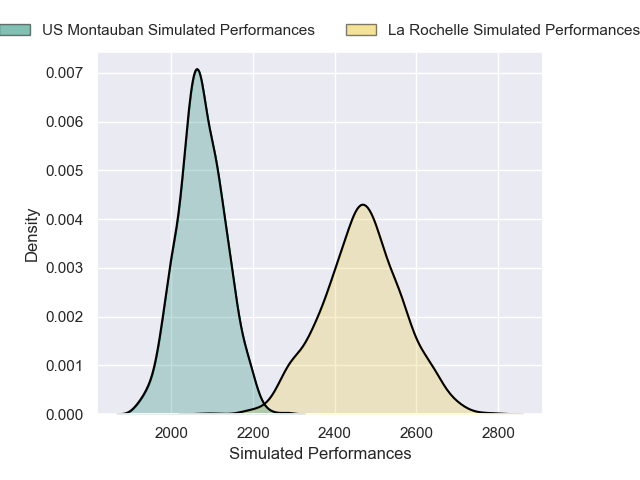 US Montauban Simulated Performances La Rochelle Simulated Performances
0.007
0.006
0.005
0.004
0.003
0.002
0.001
0.000
Density
2000 2200 2400 2600 2800
Simulated Performances